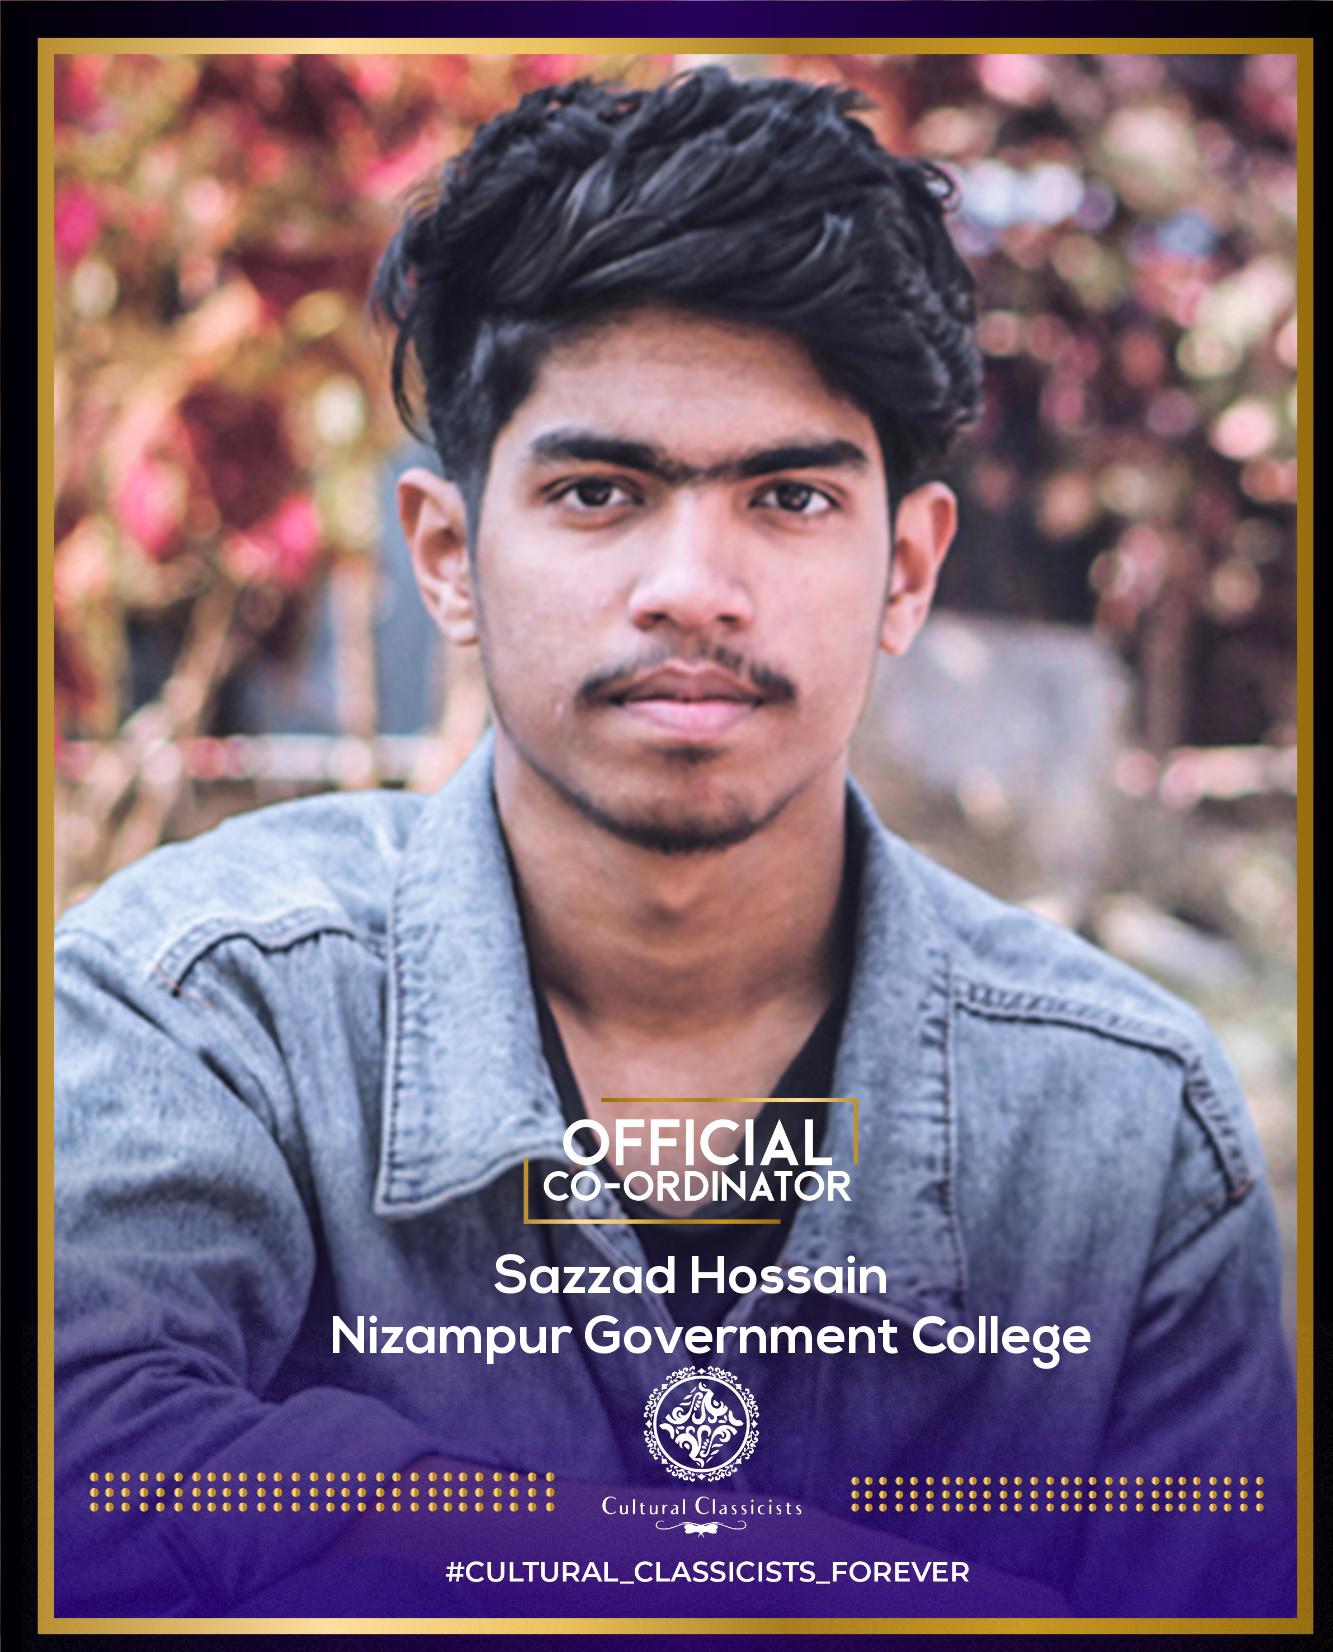 OFFICIAL
CO-ORDINATOR
Sazzad Hossain
Nizampur Government College
Cultural Classicists
#CULTURAL_CLASSICISTS_FOREVER